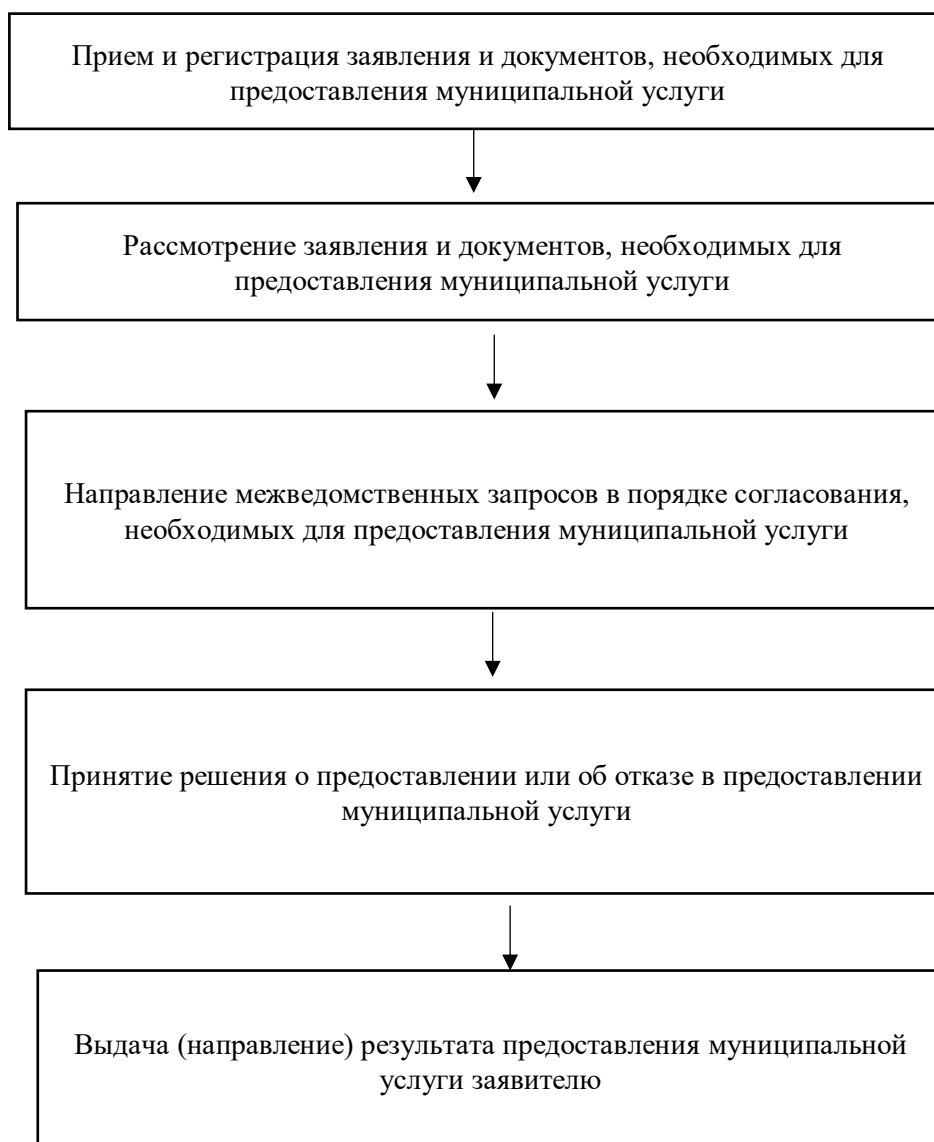 Прием и регистрация заявления и документов, необходимых для
предоставления муниципальной услуги
Рассмотрение заявления и документов, необходимых для
предоставления муниципальной услуги
Направление межведомственных запросов в порядке согласования,
необходимых для предоставления муниципальной услуги
Принятие решения о предоставлении или об отказе в предоставлении
муниципальной услуги
Выдача (направление) результата предоставления муниципальной
услуги заявителю